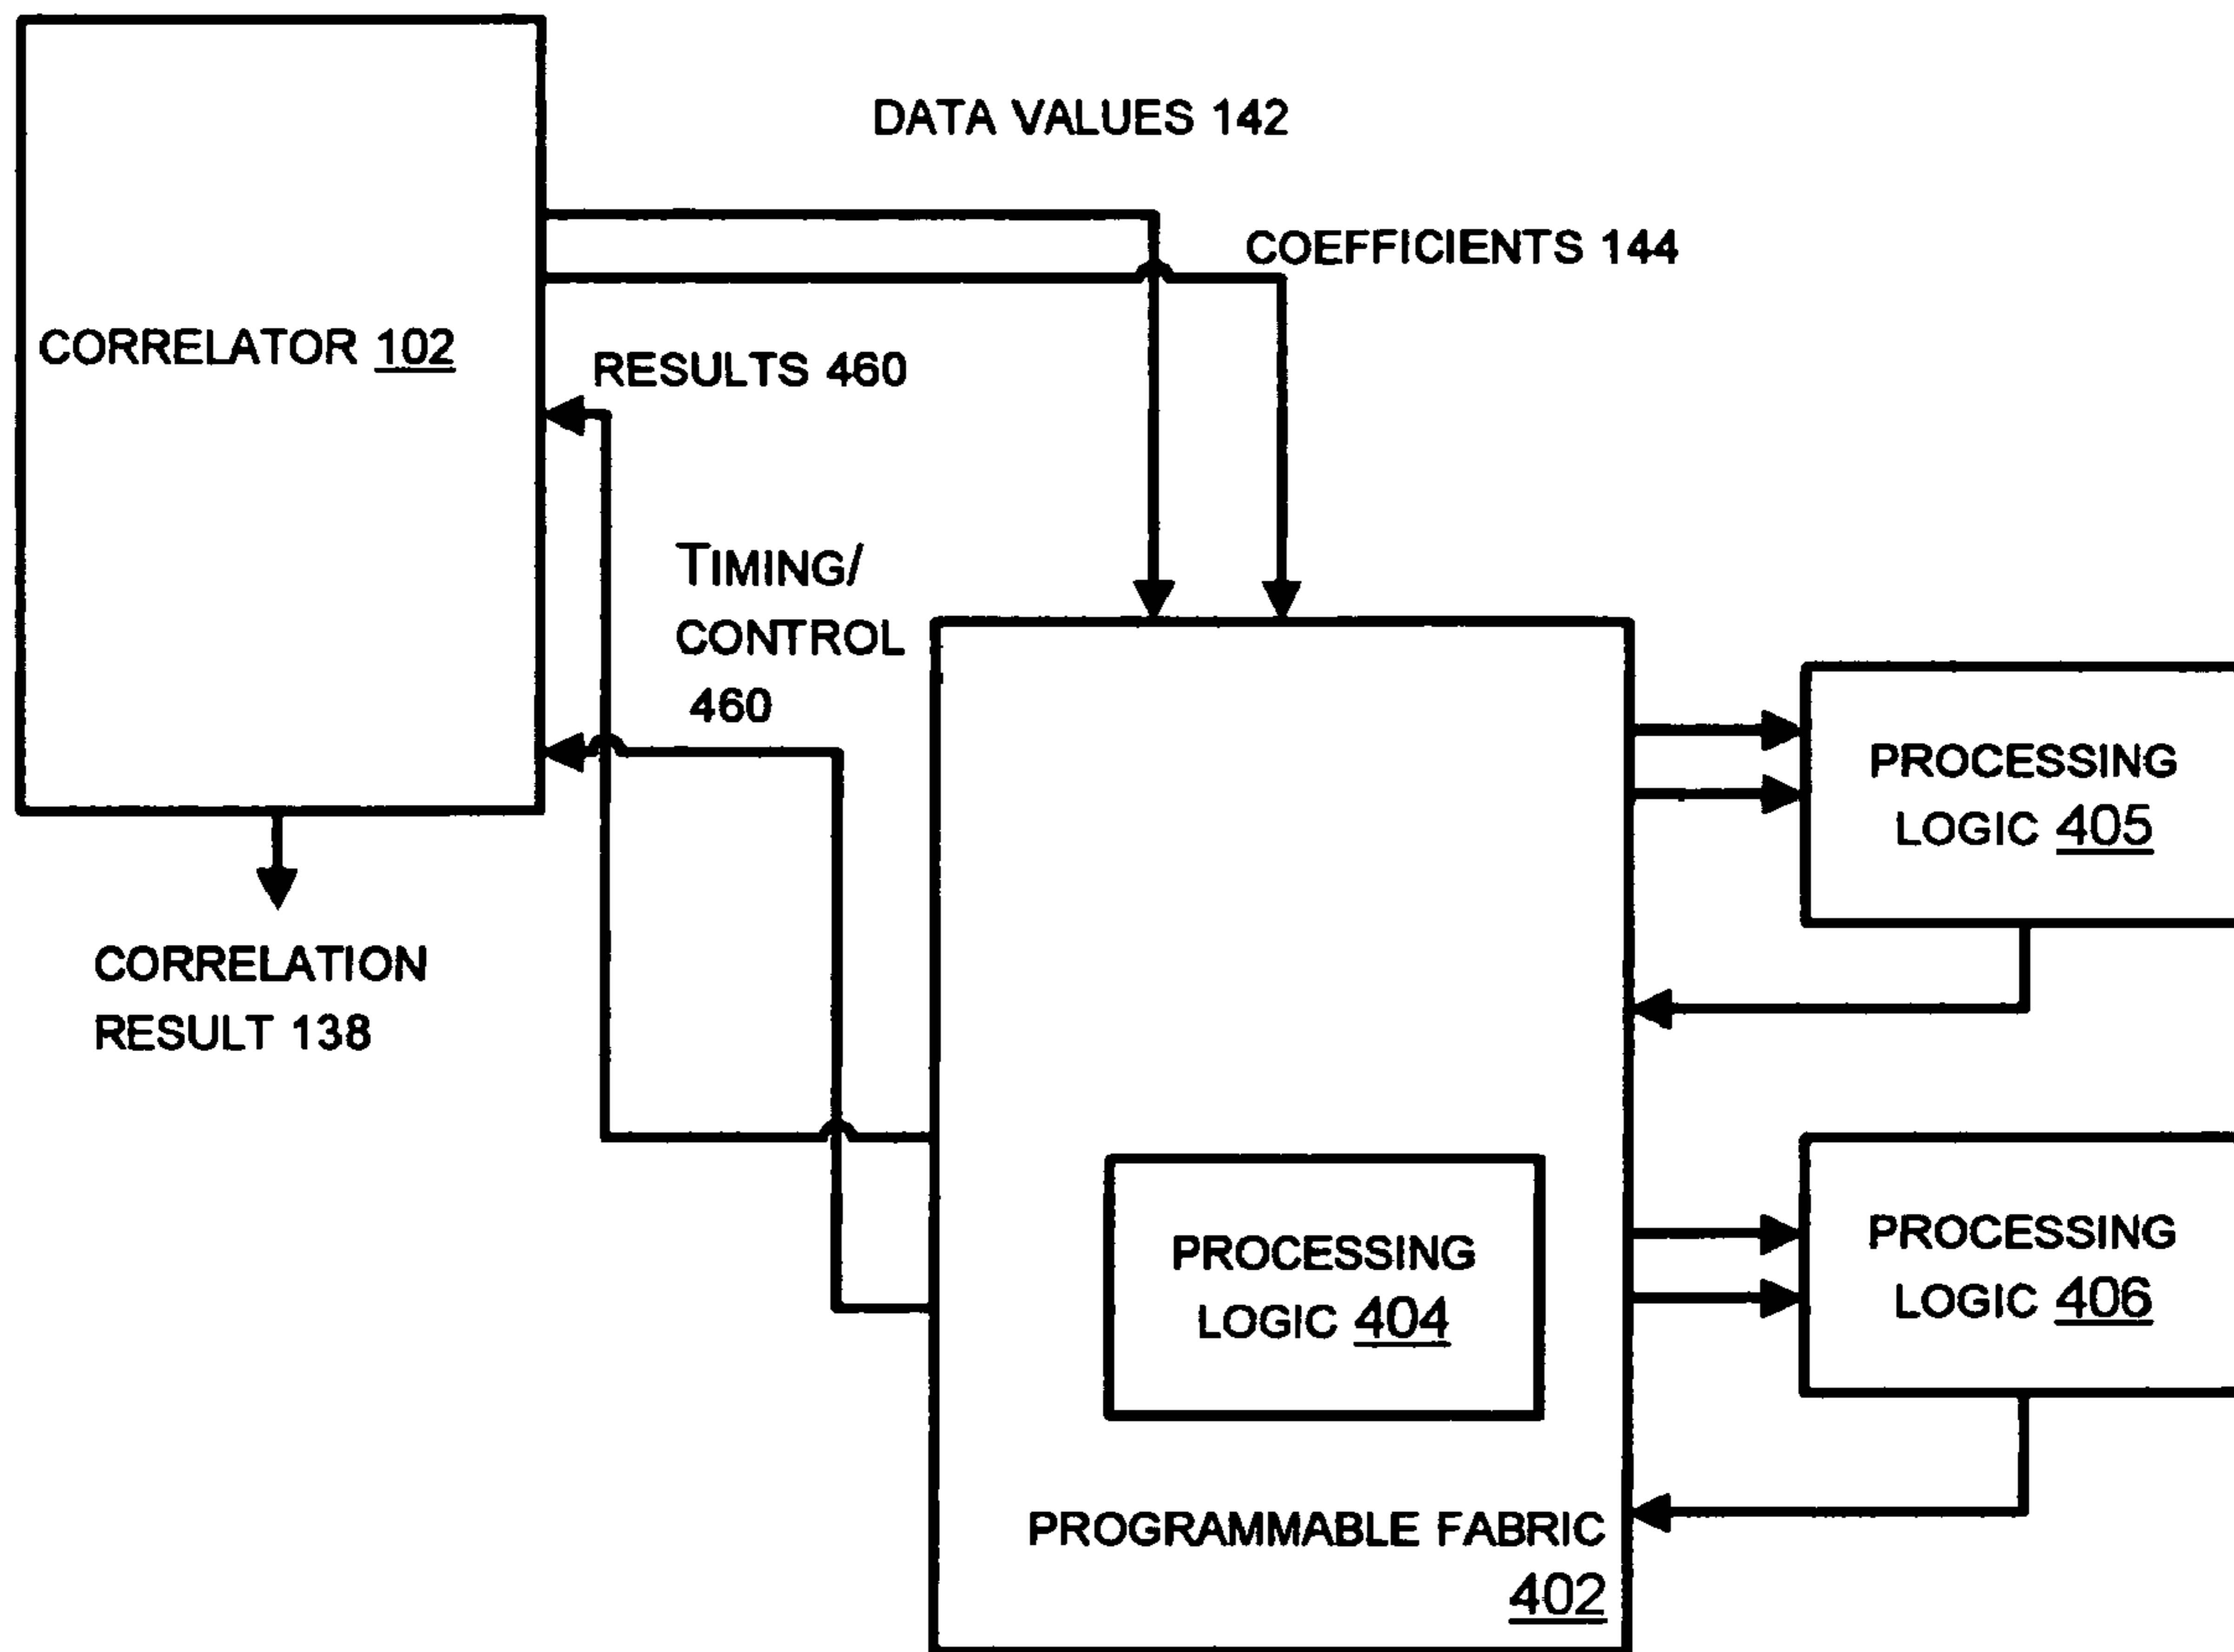 DATA VALUES 142
COEFFICIENTS 144
CORRELATOR 102
RESULTS 460
TIMING/
CONTROL
460
PROCESSING
LOGIC 405
CORRELATION
RESULT 138
PROCESSING
LOGIC 404
PROCESSING
LOGIC 406
PROGRAMMABLE FABRIC
402